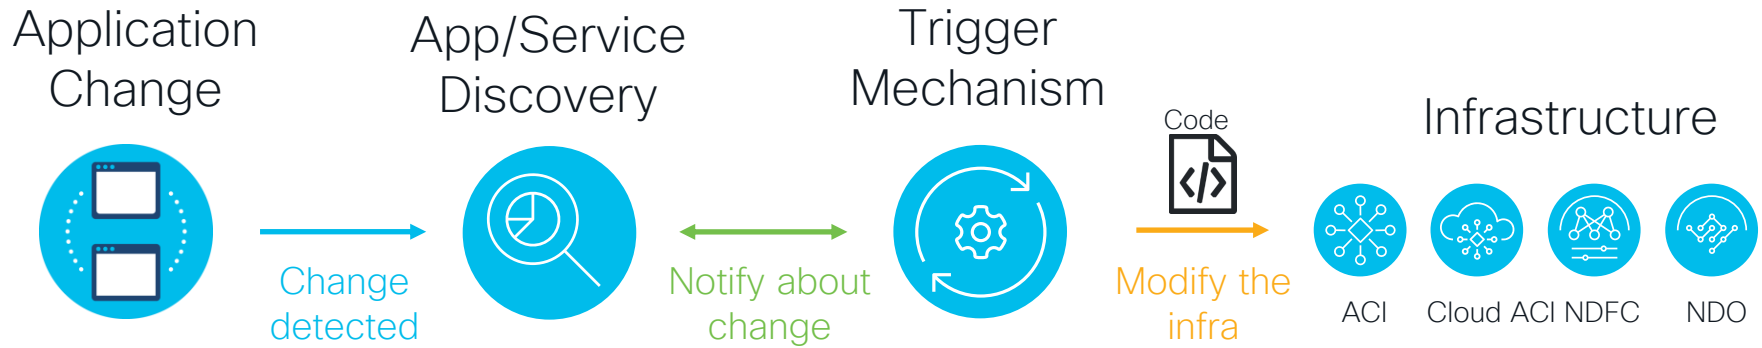 Application
Change
App/Service
Discovery
Trigger
Mechanism
Code
</>
Infrastructure
Change
detected
Notify about
change
Modify the
infra
ACI
Cloud ACI
NDFC
NDO